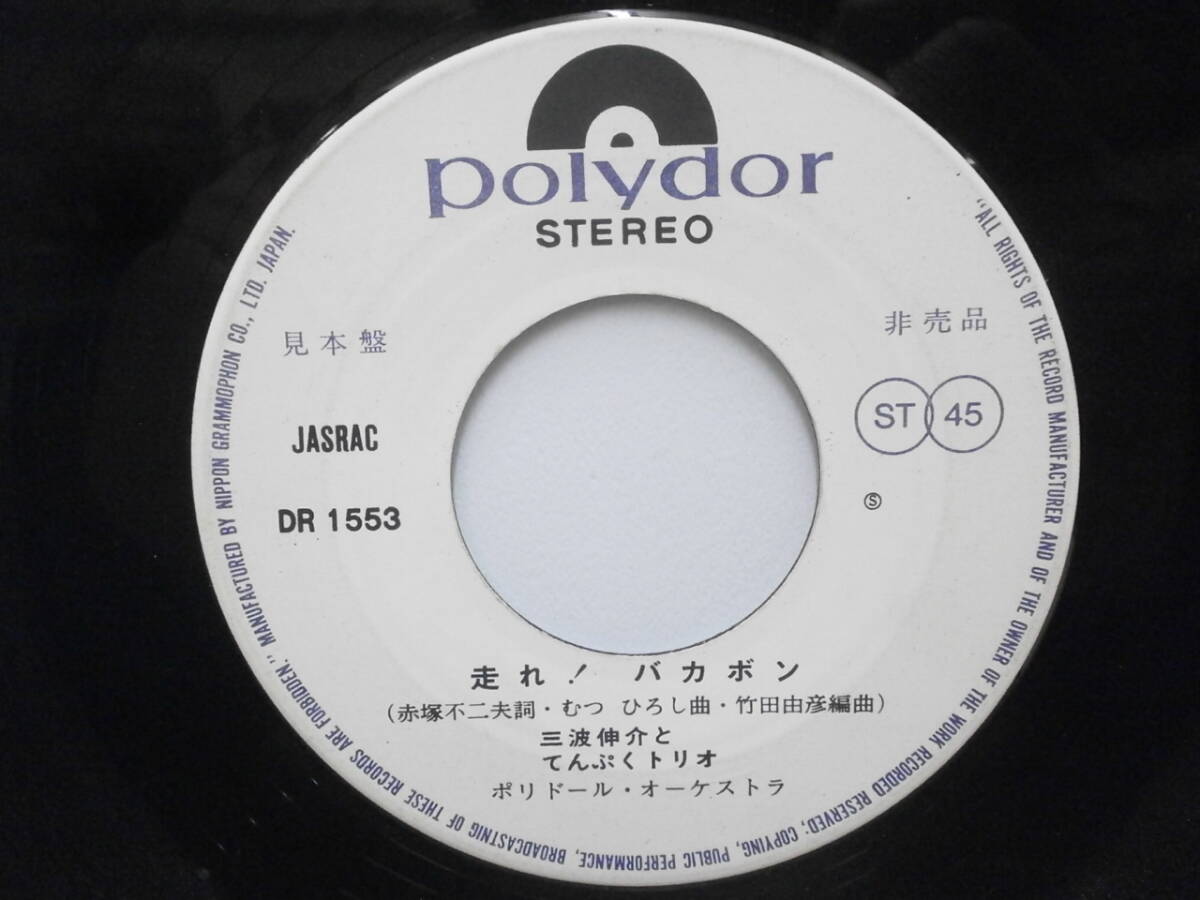 polydor
STEREO
見本盤
非売品
JASRAC
ST 45
DR 1553
Ⓢ
走れ! バカボン
(赤塚不二夫詞・むつ ひろし曲・竹田由彦編曲)
三波伸介と
てんぷくトリオ
ポリドール・オーケストラ
"ALL RIGHTS OF THE RECORD MANUFACTURER AND OF THE OWNER OF THE WORK RECORDED RESERVED; COPYING, PUBLIC PERFORMANCE, BROADCASTNIG OF THESE RECORDS ARE FORBIDDEN." MANUFACTURED BY NIPPON GRAMMOPHON CO., LTD. JAPAN.